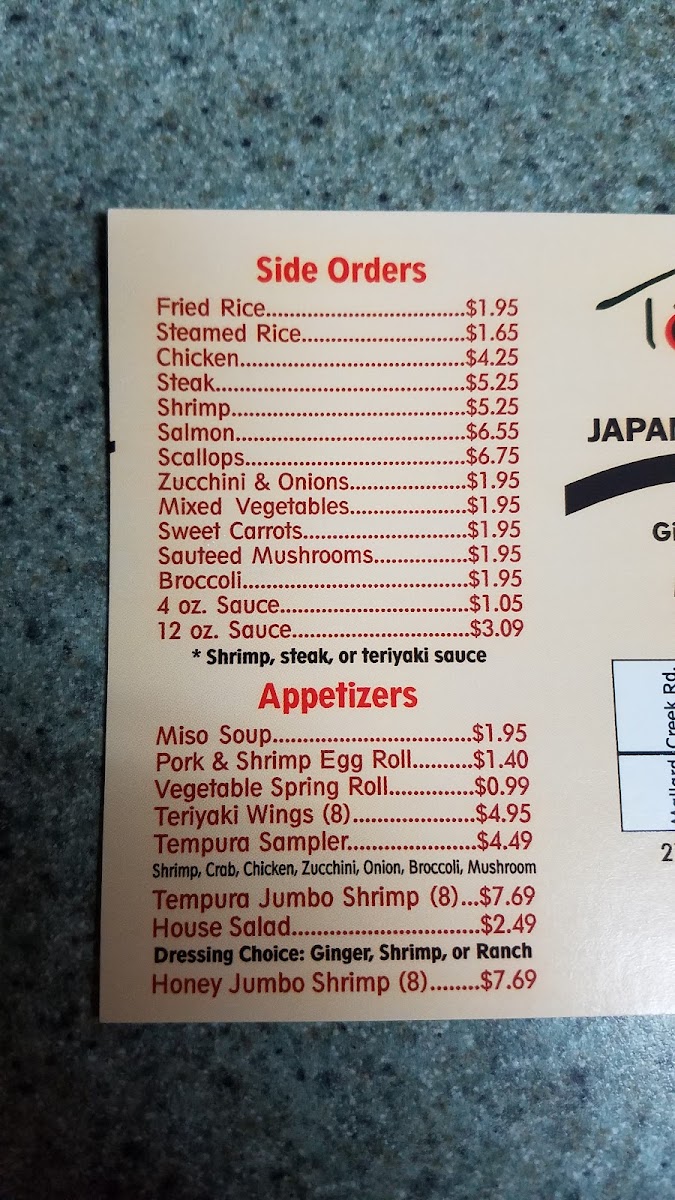 Side Orders
Fried Rice.................................$1.95
Steamed Rice...........................$1.65
Chicken.....................................$4.25
Steak.........................................$5.25
Shrimp.......................................$5.25
Salmon......................................$6.55
Scallops.....................................$6.75
Zucchini & Onions...................$1.95
Mixed Vegetables...................$1.95
Sweet Carrots...........................$1.95
Sauteed Mushrooms...............$1.95
Broccoli.....................................$1.95
4 oz. Sauce...............................$1.05
12 oz. Sauce.............................$3.09
* Shrimp, steak, or teriyaki sauce
Appetizers
Miso Soup.................................$1.95
Pork & Shrimp Egg Roll..........$1.40
Vegetable Spring Roll..............$0.99
Teriyaki Wings (8)....................$4.95
Tempura Sampler.....................$4.49
Shrimp, Crab, Chicken, Zucchini, Onion, Broccoli, Mushroom
Tempura Jumbo Shrimp (8)...$7.69
House Salad...............................$2.49
Dressing Choice: Ginger, Shrimp, or Ranch
Honey Jumbo Shrimp (8)........$7.69
JAPAN
Gi
Creek Rd.